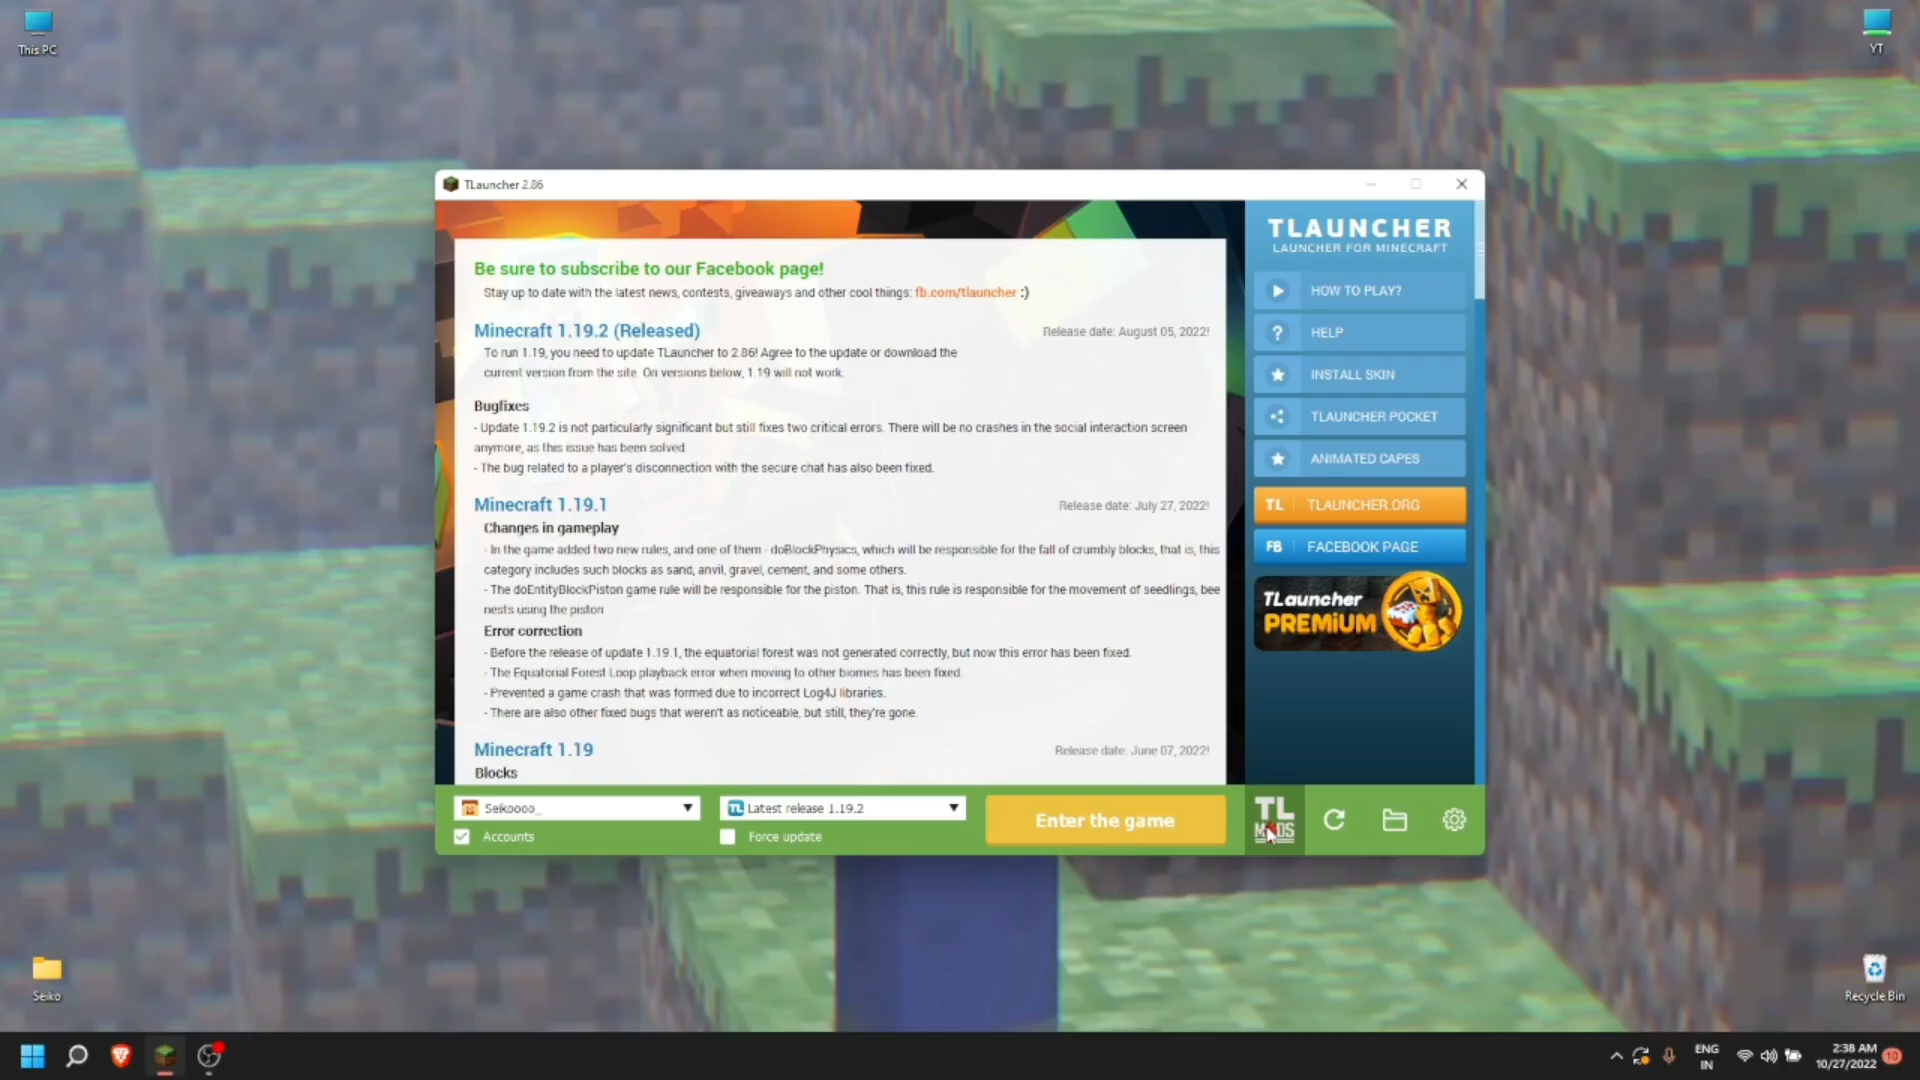 This PC
YT
TLauncher 2.86
Be sure to subscribe to our Facebook page!
Stay up to date with the latest news, contests, giveaways and other cool things: fb.com/tlauncher :)
Minecraft 1.19.2 (Released)
Release date: August 05, 2022!
To run 1.19, you need to update TLauncher to 2.86! Agree to the update or download the
current version from the site. On versions below, 1.19 will not work.
Bugfixes
- Update 1.19.2 is not particularly significant but still fixes two critical errors. There will be no crashes in the social interaction screen
anymore, as this issue has been solved.
- The bug related to a player's disconnection with the secure chat has also been fixed.
Minecraft 1.19.1
Release date: July 27, 2022!
Changes in gameplay
- In the game added two new rules, and one of them - doBlockPhysics, which will be responsible for the fall of crumbly blocks, that is, this
category includes such blocks as sand, anvil, gravel, cement, and some others.
- The doEntityBlockPiston game rule will be responsible for the piston. That is, this rule is responsible for the movement of seedlings, bee
nests using the piston
Error correction
- Before the release of update 1.19.1, the equatorial forest was not generated correctly, but now this error has been fixed.
- The Equatorial Forest Loop playback error when moving to other biomes has been fixed.
- Prevented a game crash that was formed due to incorrect Log4J libraries.
- There are also other fixed bugs that weren't as noticeable, but still, they're gone.
Minecraft 1.19
Release date: June 07, 2022!
Blocks
TLAUNCHER
LAUNCHER FOR MINECRAFT
HOW TO PLAY?
? HELP
INSTALL SKIN
TLAUNCHER POCKET
ANIMATED CAPES
TL TLAUNCHER.ORG
FB FACEBOOK PAGE
TLauncher
PREMIUM
Seikoooo_
TL Latest release 1.19.2
Enter the game
TL
MODS
Accounts
Force update
Seiko
Recycle Bin
ENG
IN
2:38 AM
10/27/2022
10